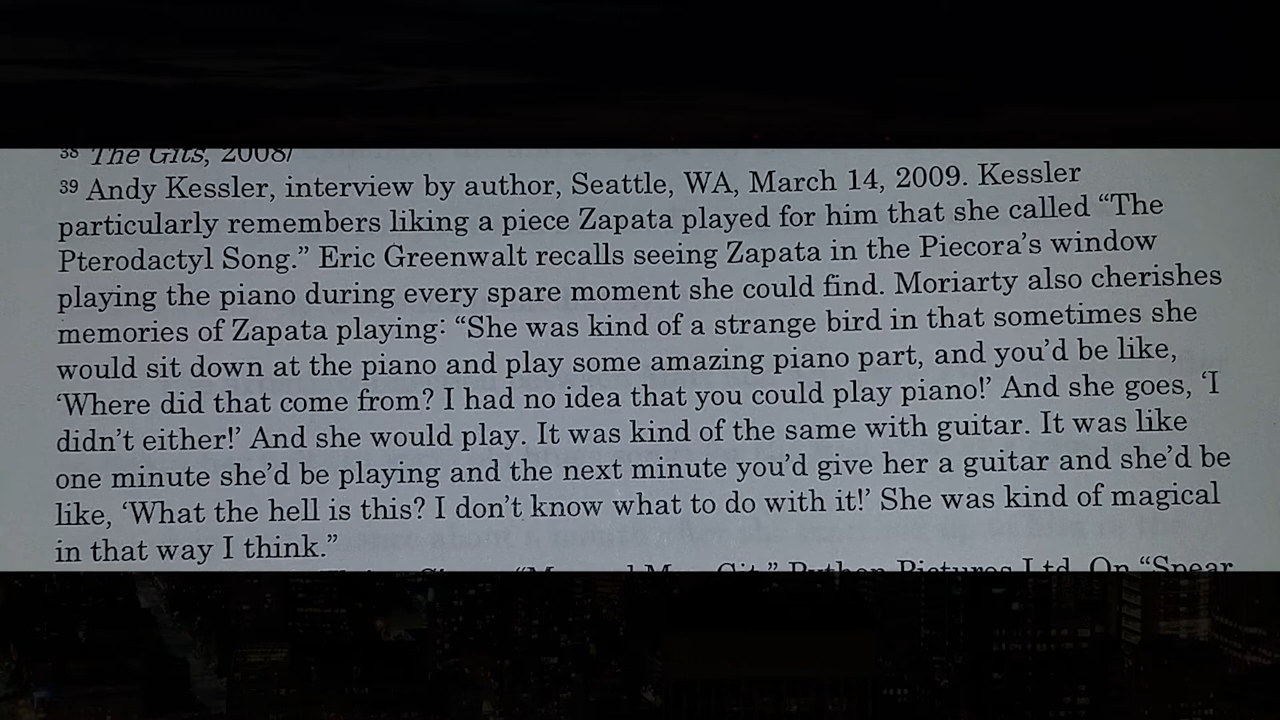 38 The Gits, 2008/
39 Andy Kessler, interview by author, Seattle, WA, March 14, 2009. Kessler
particularly remembers liking a piece Zapata played for him that she called “The
Pterodactyl Song.” Eric Greenwalt recalls seeing Zapata in the Piecora’s window
playing the piano during every spare moment she could find. Moriarty also cherishes
memories of Zapata playing: “She was kind of a strange bird in that sometimes she
would sit down at the piano and play some amazing piano part, and you’d be like,
‘Where did that come from? I had no idea that you could play piano!’ And she goes, ‘I
didn’t either!’ And she would play. It was kind of the same with guitar. It was like
one minute she’d be playing and the next minute you’d give her a guitar and she’d be
like, ‘What the hell is this? I don’t know what to do with it!’ She was kind of magical
in that way I think.”
Pictures Ltd. On “Spear